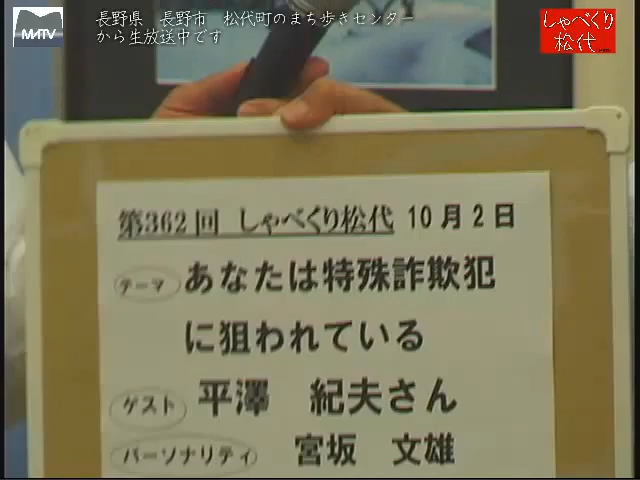 長野県 長野市 松代町のまち歩きセンター
から生放送中です
MATV
しゃべくり
松代
第362回 しゃべくり松代 10月2日
テーマ あなたは特殊詐欺犯
に狙われている
ゲスト 平澤 紀夫さん
パーソナリティ 宮坂 文雄